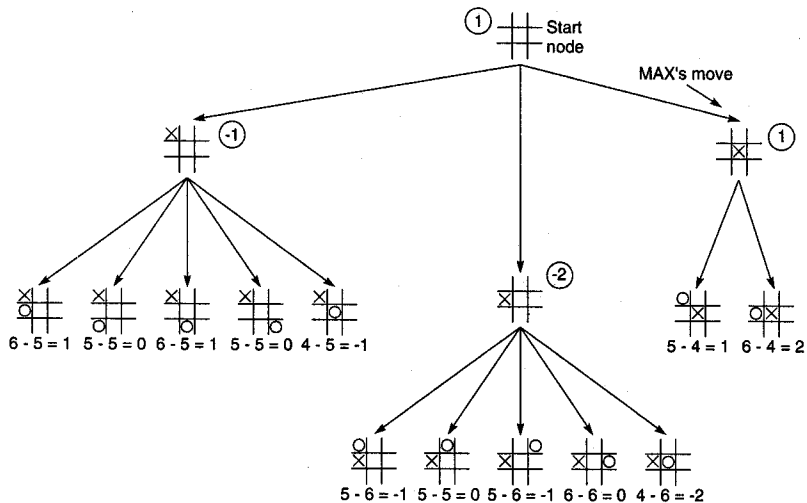 1
Start
node
MAX's move
-1
1
-2
6 - 5 = 1 5 - 5 = 0 6 - 5 = 1 5 - 5 = 0 4 - 5 = -1
5 - 4 = 1 6 - 4 = 2
5 - 6 = -1 5 - 5 = 0 5 - 6 = -1 6 - 6 = 0 4 - 6 = -2